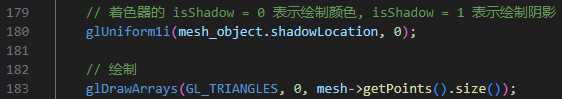 179 // 着色器的 isShadow = 0 表示绘制颜色, isShadow = 1 表示绘制阴影
180 glUniform1i(mesh_object.shadowLocation, 0);
181
182 // 绘制
183 glDrawArrays(GL_TRIANGLES, 0, mesh->getPoints().size());